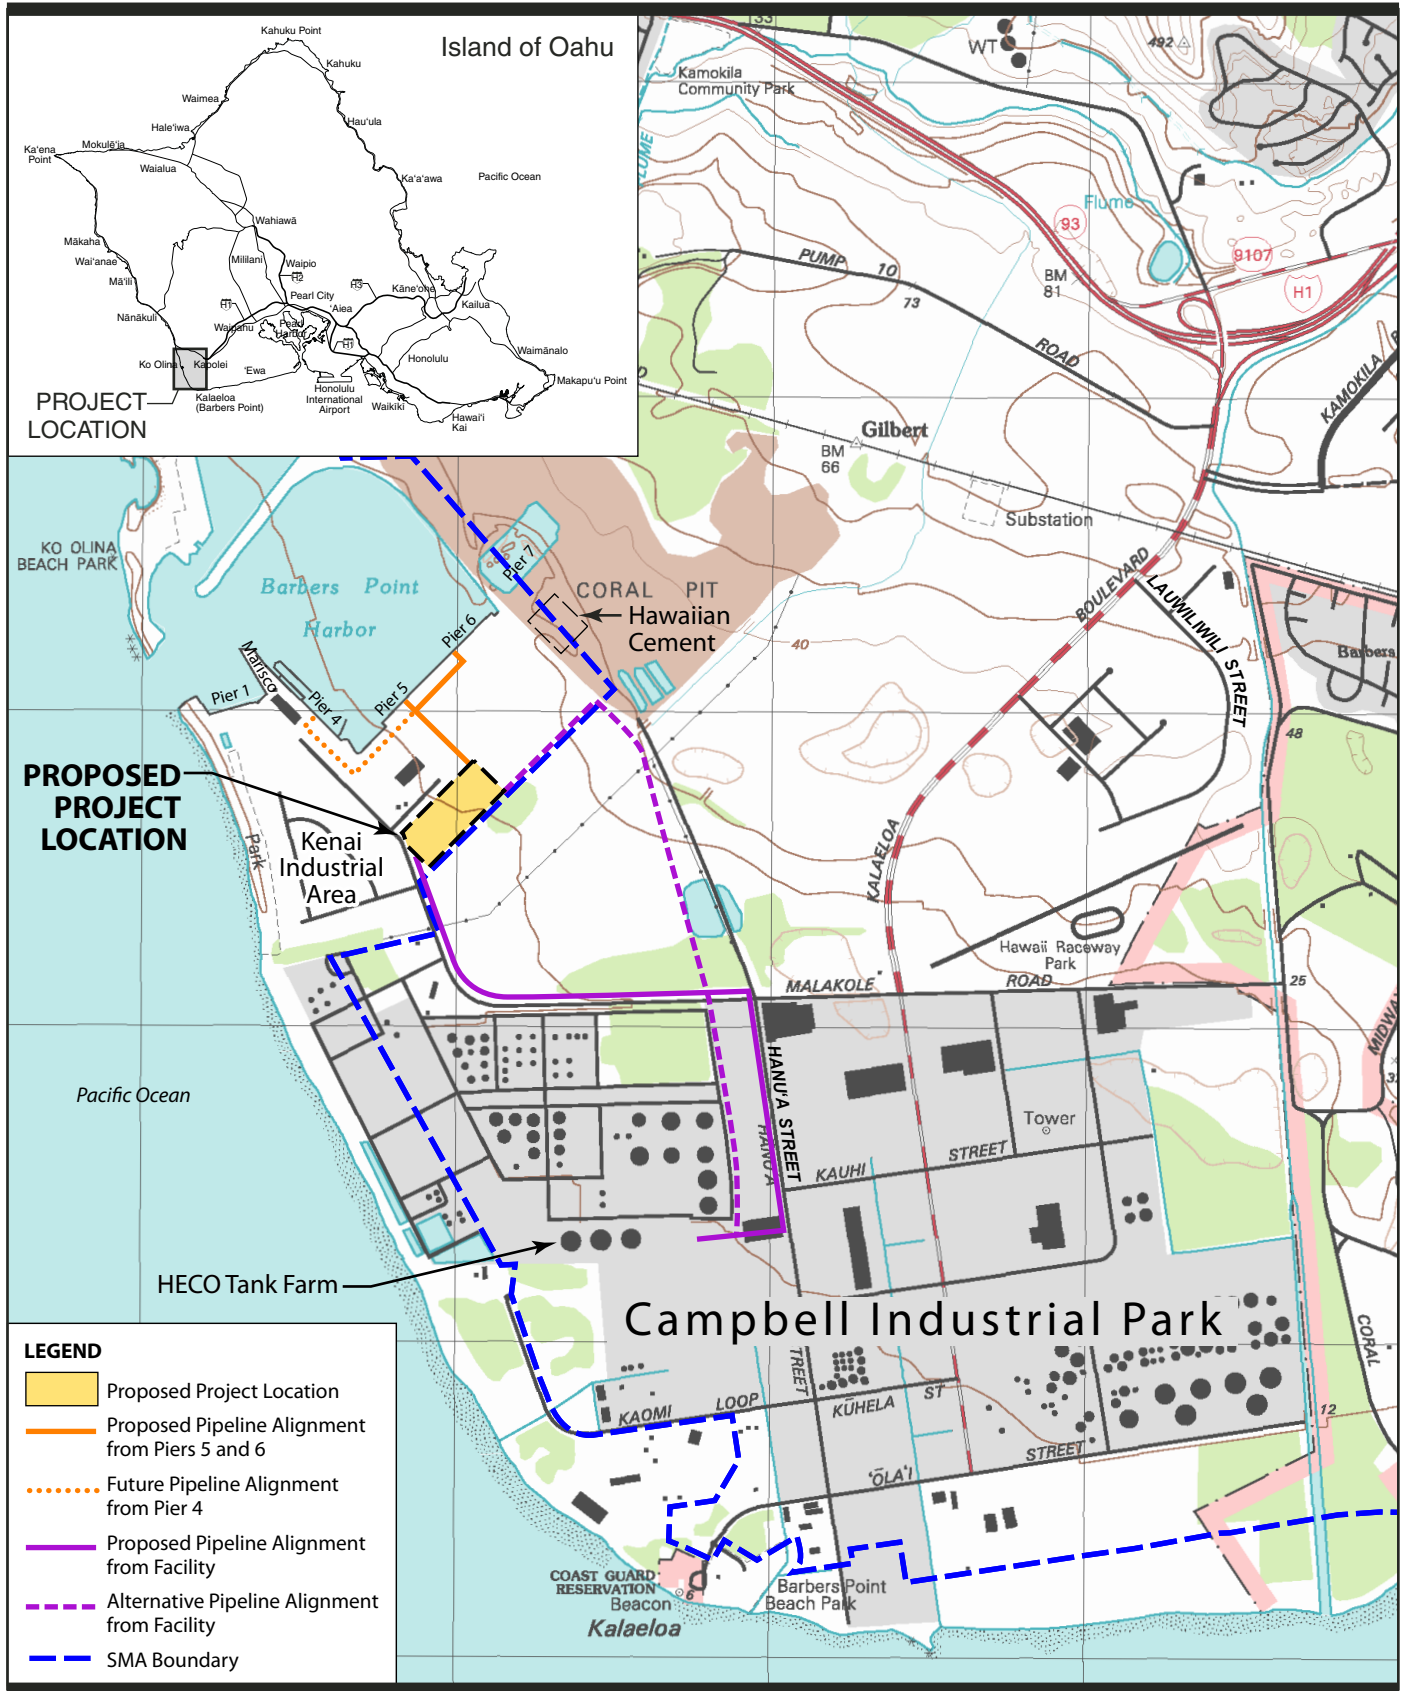 Island of Oahu
Kahuku Point
Kahuku
Waimea
Hale'iwa
Hau'ula
Ka'ena
Point
Mokulē'ia
Waialua
Ka'a'awa
Pacific Ocean
Wahiawā
Mākaha
Wai'anae
Mililani
Waipio
H2
Mā'ili
H1
Pearl City
H3
Kāne'ohe
'Aiea
Kailua
Nānākuli
Waipahu
Pearl
Harbor
H1
Honolulu
Waimānalo
Ko Olina
Kapolei
'Ewa
Makapu'u Point
Kalaeloa
(Barbers Point)
Honolulu
International
Airport
Waikiki
Hawai'i
Kai
PROJECT
LOCATION
33
WT
492
Kamokila
Community Park
Flume
93
9107
H1
BM
81
PUMP
10
73
ROAD
KAMOKILA
Gilbert
BM
66
Substation
KO OLINA
BEACH PARK
Barbers Point
Harbor
Pier 7
CORAL PIT
Hawaiian
Cement
40
BOULEVARD
LAUWILIWILI STREET
Barbers
Pier 6
Marisco
Pier 1
Pier 4
Pier 5
48
PROPOSED
PROJECT
LOCATION
Park
Kenai
Industrial
Area
KALAELOA
Hawaii Raceway
Park
MALAKOLE
ROAD
25
MIDWAY
Pacific Ocean
HANU'A STREET
HANU'A
Tower
KAUHI
STREET
HECO Tank Farm
Campbell Industrial Park
CORAL
TREET
KAOMI
LOOP
KŪHELA
ST
12
'ŌLA'I
STREET
COAST GUARD
RESERVATION
Beacon
6
Kalaeloa
Barbers Point
Beach Park
LEGEND
Proposed Project Location
Proposed Pipeline Alignment
from Piers 5 and 6
Future Pipeline Alignment
from Pier 4
Proposed Pipeline Alignment
from Facility
Alternative Pipeline Alignment
from Facility
SMA Boundary